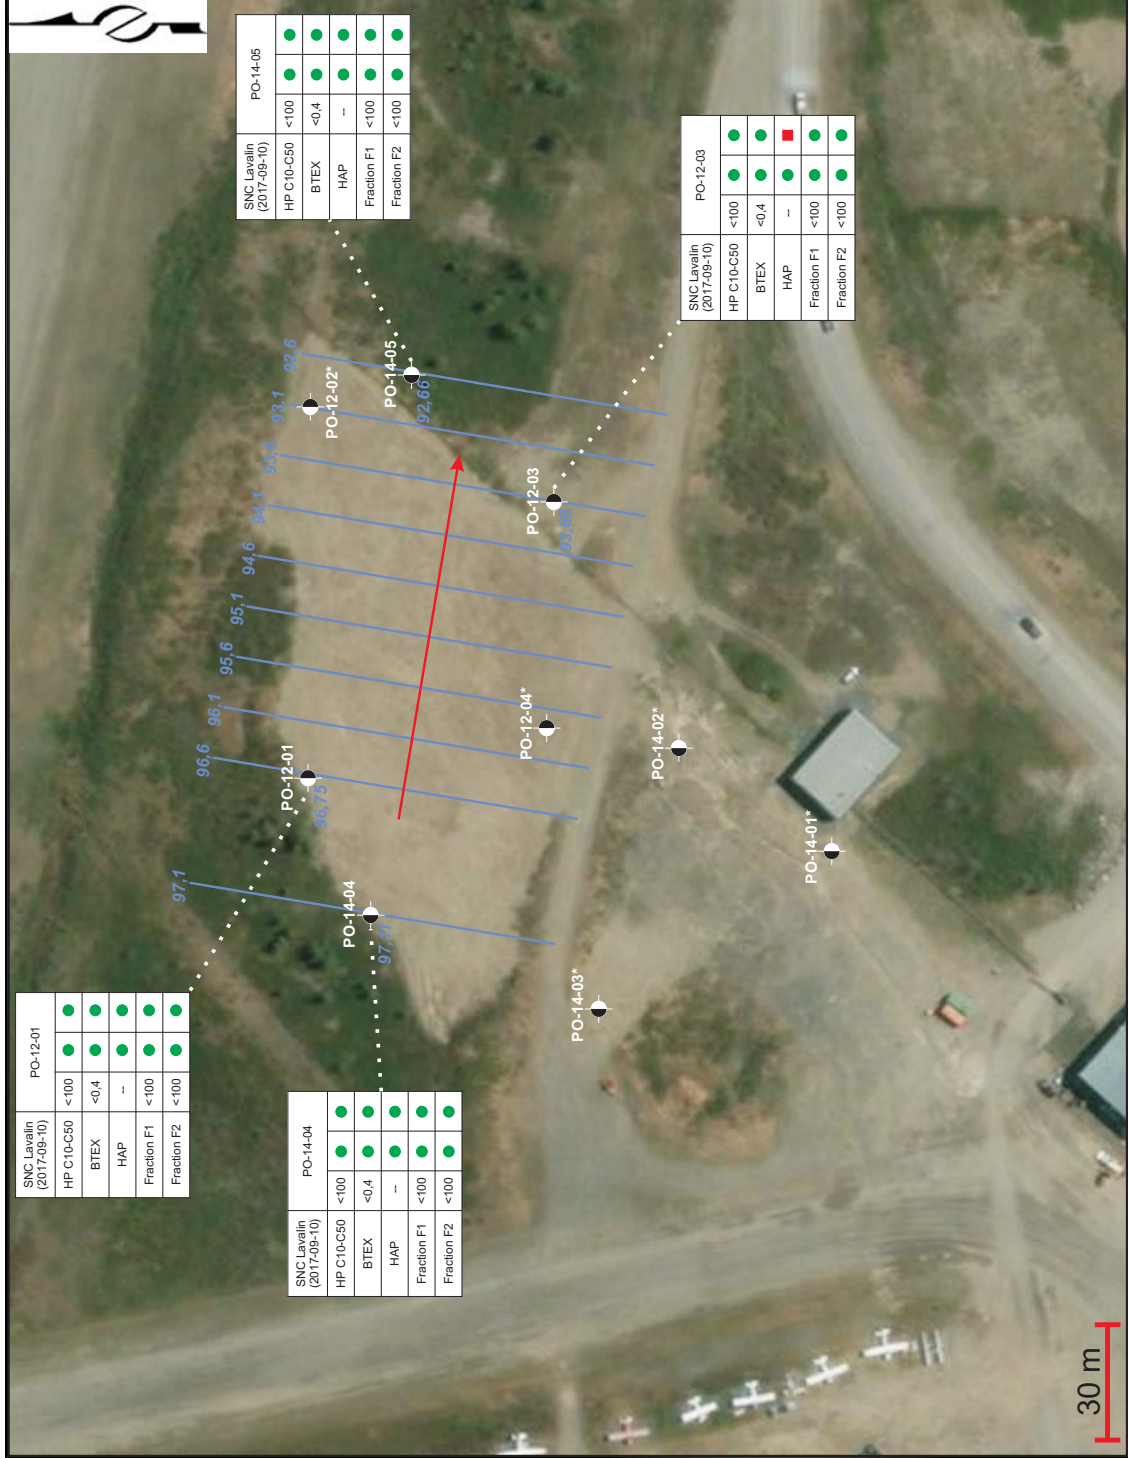 SNC Lavalin
(2017-09-10)
PO-12-01
HP C10-C50 <100
BTEX <0,4
HAP --
Fraction F1 <100
Fraction F2 <100
SNC Lavalin
(2017-09-10)
PO-14-04
HP C10-C50 <100
BTEX <0,4
HAP --
Fraction F1 <100
Fraction F2 <100
SNC Lavalin
(2017-09-10)
PO-14-05
HP C10-C50 <100
BTEX <0,4
HAP --
Fraction F1 <100
Fraction F2 <100
SNC Lavalin
(2017-09-10)
PO-12-03
HP C10-C50 <100
BTEX <0,4
HAP --
Fraction F1 <100
Fraction F2 <100
97,1
96,6
96,1
95,6
95,1
94,6
94,1
93,6
93,1
92,6
PO-12-01
96,75
PO-14-04
97,11
PO-12-02*
PO-14-05
92,66
PO-12-03
93,66
PO-12-04*
PO-14-03*
PO-14-02*
PO-14-01*
30 m